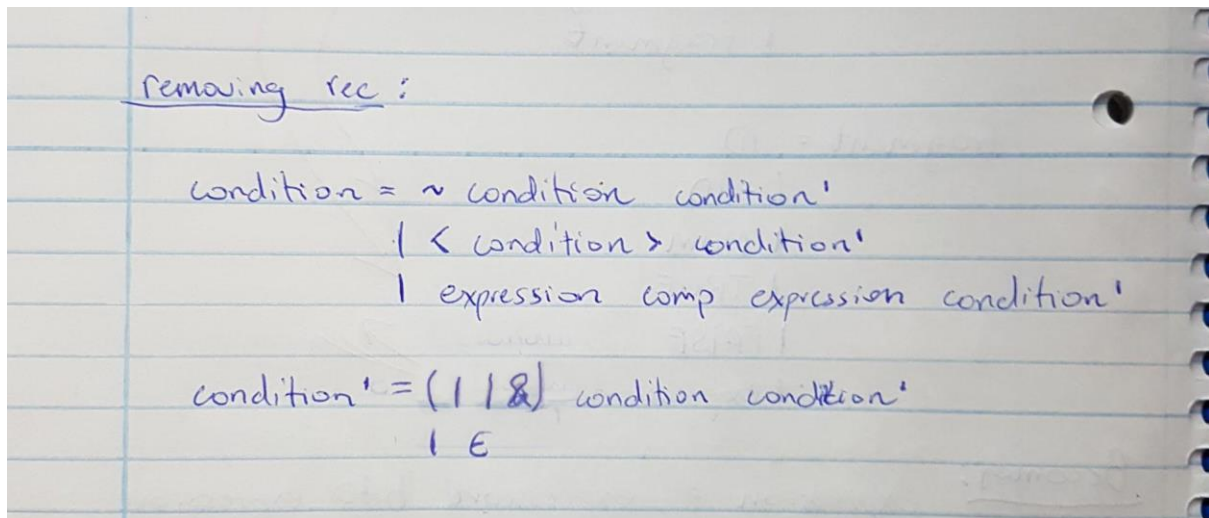 removing rec :
condition = ~ condition condition'
| < condition > condition'
| expression comp expression condition'
condition' = ( | | & ) condition condition'
| ε